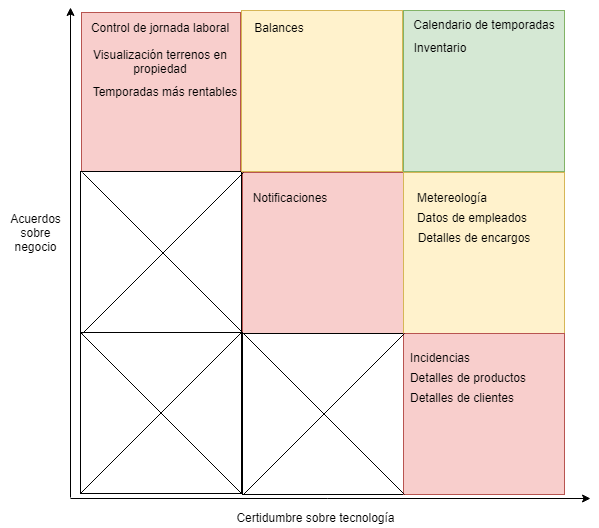 Control de jornada laboral
Visualización terrenos en
propiedad
Temporadas más rentables
Balances
Calendario de temporadas
Inventario
Acuerdos
sobre
negocio
Notificaciones
Metereología
Datos de empleados
Detalles de encargos
Incidencias
Detalles de productos
Detalles de clientes
Certidumbre sobre tecnología